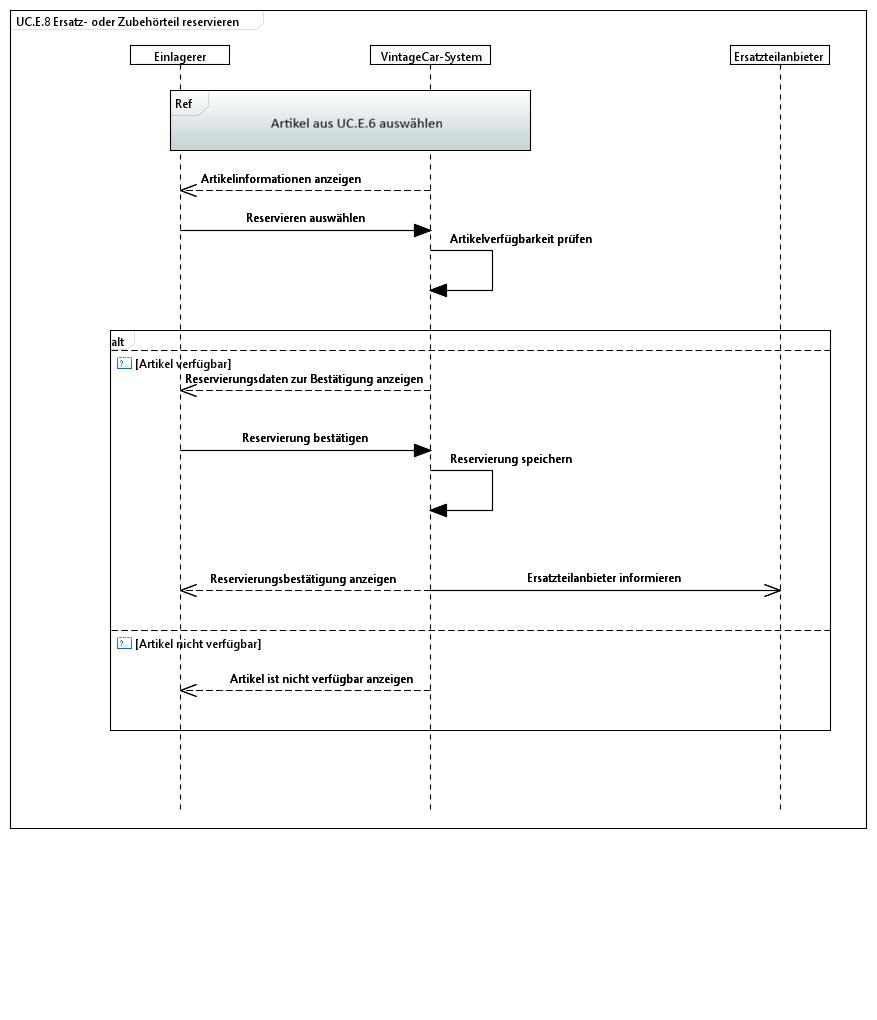 UC.E.8 Ersatz- oder Zubehörteil reservieren
Einlagerer
VintageCar-System
Ersatzteilanbieter
Ref
Artikel aus UC.E.6 auswählen
Artikelinformationen anzeigen
Reservieren auswählen
Artikelverfügbarkeit prüfen
alt
? [Artikel verfügbar]
Reservierungsdaten zur Bestätigung anzeigen
Reservierung bestätigen
Reservierung speichern
Reservierungsbestätigung anzeigen
Ersatzteilanbieter informieren
? [Artikel nicht verfügbar]
Artikel ist nicht verfügbar anzeigen